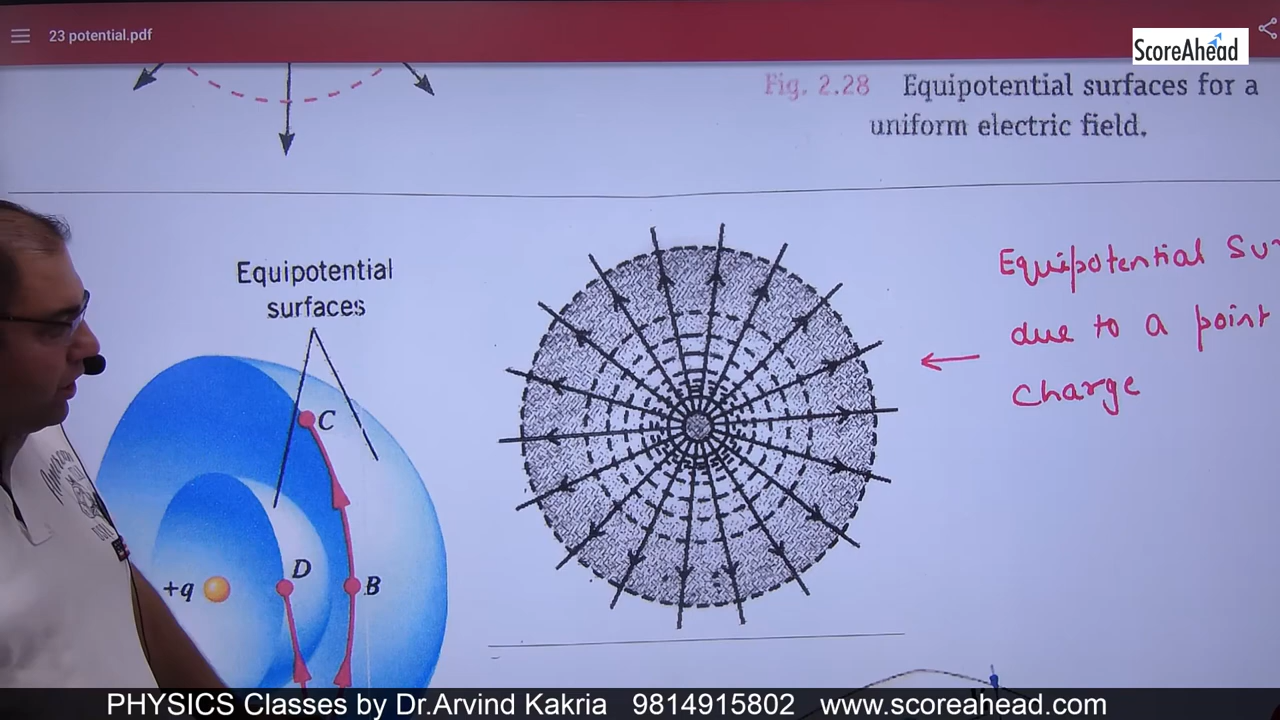 23 potential.pdf
ScoreAhead
Fig. 2.28 Equipotential surfaces for a
uniform electric field.
Equipotential
surfaces
C
D
B
+q
Equipotential Sur
due to a point
charge
PHYSICS Classes by Dr.Arvind Kakria 9814915802 www.scoreahead.com